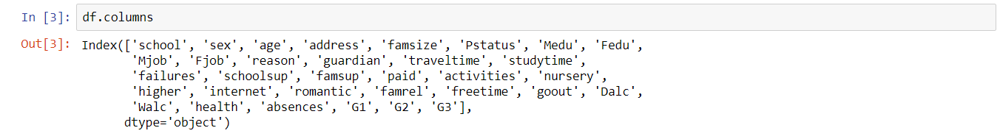 In [3]: df.columns
Out[3]: Index(['school', 'sex', 'age', 'address', 'famsize', 'Pstatus', 'Medu', 'Fedu',
'Mjob', 'Fjob', 'reason', 'guardian', 'traveltime', 'studytime',
'failures', 'schoolsup', 'famsup', 'paid', 'activities', 'nursery',
'higher', 'internet', 'romantic', 'famrel', 'freetime', 'goout', 'Dalc',
'Walc', 'health', 'absences', 'G1', 'G2', 'G3'],
dtype='object')